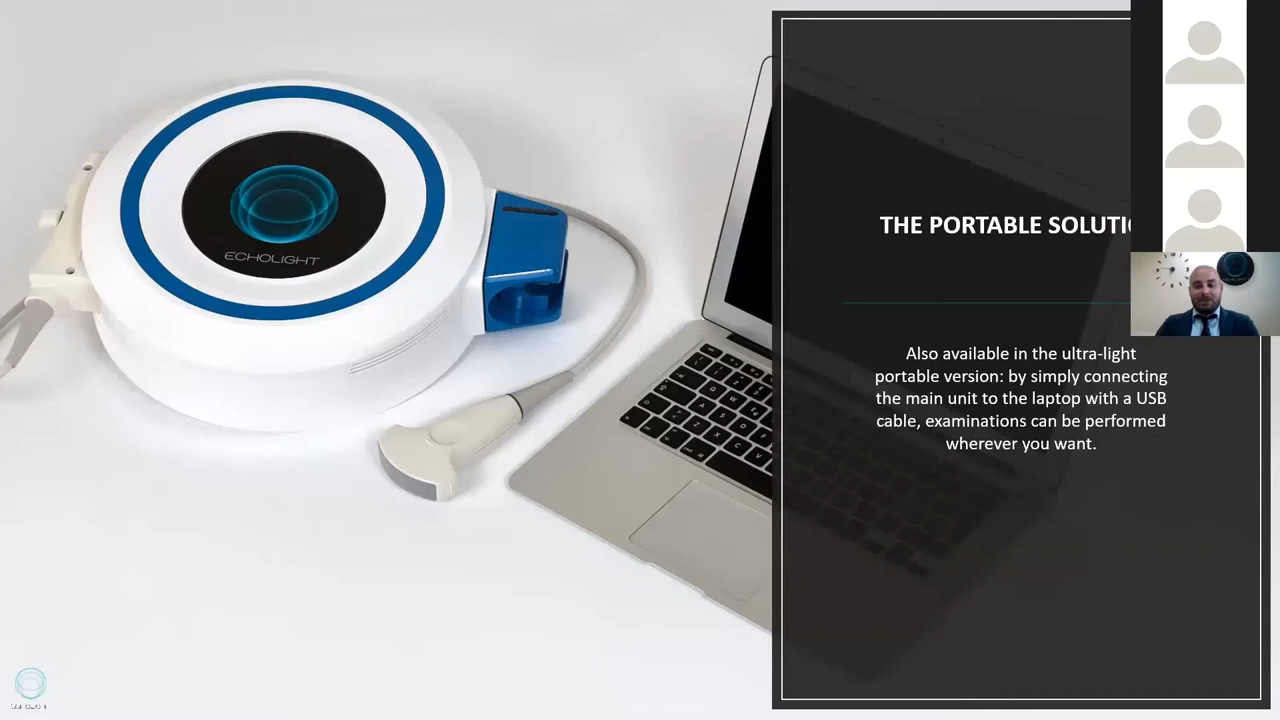 ECHOLIGHT
THE PORTABLE SOLUTI
Also available in the ultra-light
portable version: by simply connecting
the main unit to the laptop with a USB
cable, examinations can be performed
wherever you want.